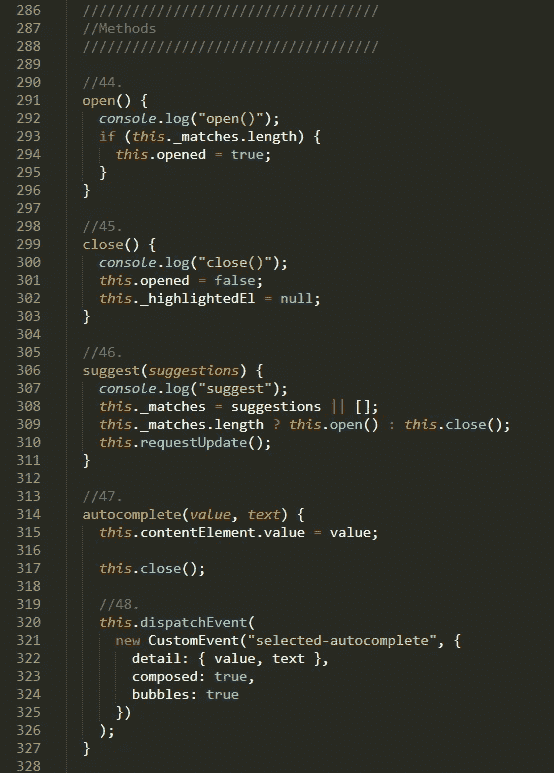 286 ///////////////////////////////////
287 //Methods
288 ///////////////////////////////////
289
290 //44.
291 open() {
292 console.log("open()");
293 if (this._matches.length) {
294 this.opened = true;
295 }
296 }
297
298 //45.
299 close() {
300 console.log("close()");
301 this.opened = false;
302 this._highlightedEl = null;
303 }
304
305 //46.
306 suggest(suggestions) {
307 console.log("suggest");
308 this._matches = suggestions || [];
309 this._matches.length ? this.open() : this.close();
310 this.requestUpdate();
311 }
312
313 //47.
314 autocomplete(value, text) {
315 this.contentElement.value = value;
316
317 this.close();
318
319 //48.
320 this.dispatchEvent(
321 new CustomEvent("selected-autocomplete", {
322 detail: { value, text },
323 composed: true,
324 bubbles: true
325 })
326 );
327 }
328